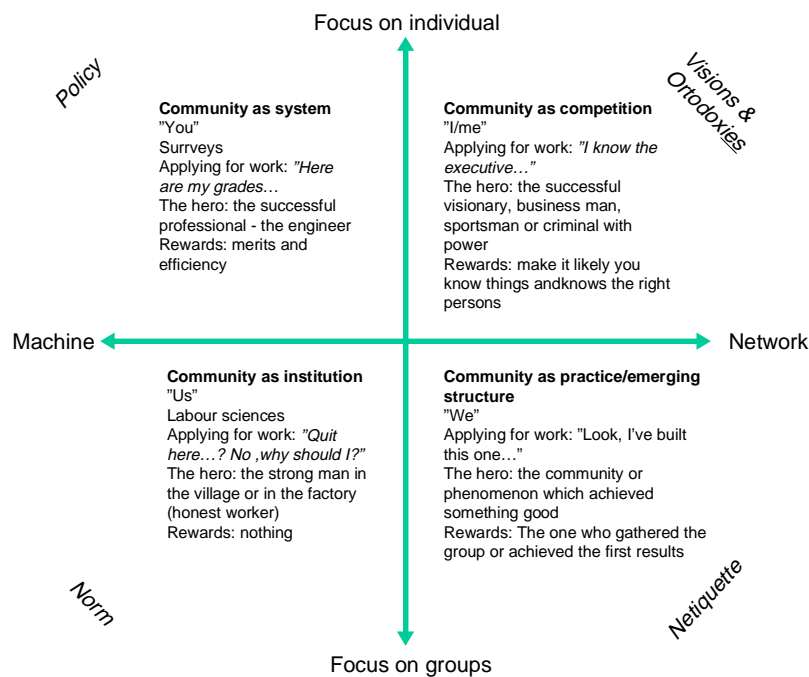 Focus on individual
Policy
Visions &
Ortodoxies
Community as system
”You”
Surrveys
Applying for work: ”Here
are my grades…
The hero: the successful
professional - the engineer
Rewards: merits and
efficiency
Community as competition
”I/me”
Applying for work: ”I know the
executive…”
The hero: the successful
visionary, business man,
sportsman or criminal with
power
Rewards: make it likely you
know things andknows the right
persons
Machine
Network
Community as institution
”Us”
Labour sciences
Applying for work: ”Quit
here…? No ,why should I?”
The hero: the strong man in
the village or in the factory
(honest worker)
Rewards: nothing
Community as practice/emerging
structure
”We”
Applying for work: ”Look, I’ve built
this one…”
The hero: the community or
phenomenon which achieved
something good
Rewards: The one who gathered the
group or achieved the first results
Norm
Netiquette
Focus on groups